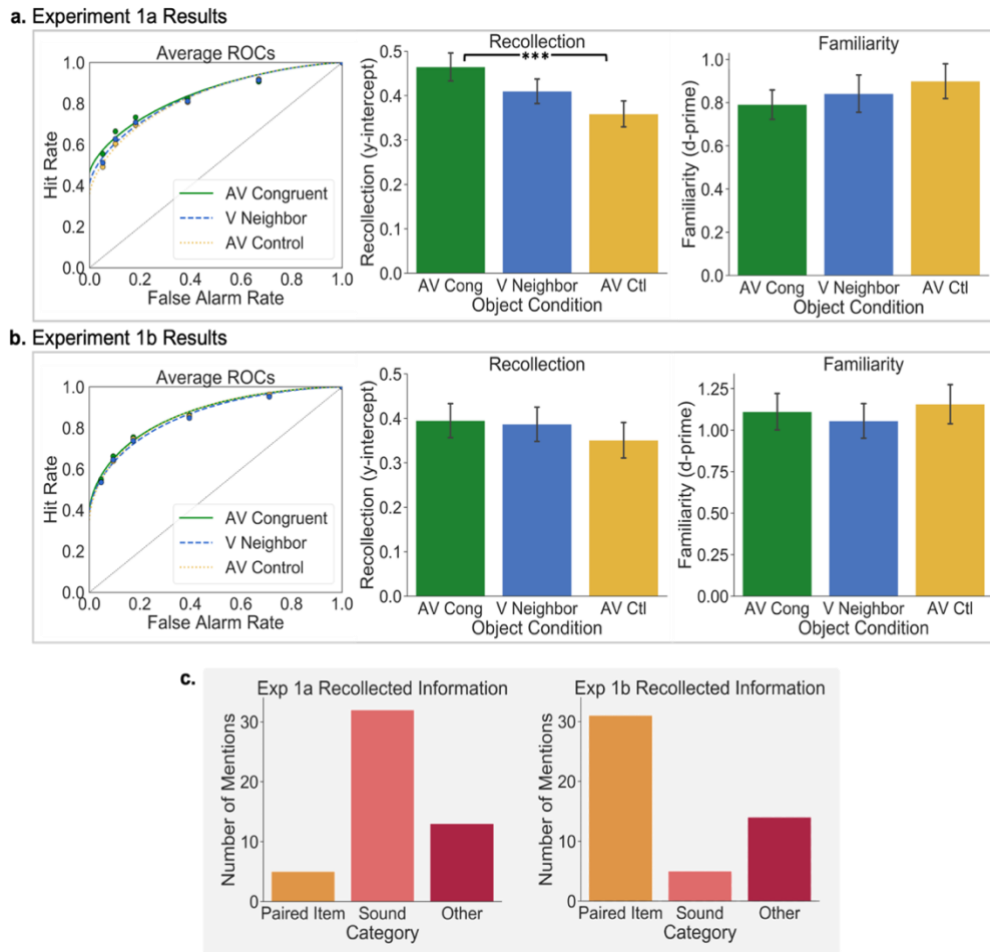 a. Experiment 1a Results
Average ROCs
Hit Rate
1.0
0.8
0.6
0.4
0.2
0.0
0.0 0.2 0.4 0.6 0.8 1.0
False Alarm Rate
AV Congruent
V Neighbor
AV Control
Recollection
***
Recollection (y-intercept)
0.5
0.4
0.3
0.2
0.1
0.0
AV Cong V Neighbor AV Ctl
Object Condition
Familiarity
Familiarity (d-prime)
1.0
0.8
0.6
0.4
0.2
0.0
AV Cong V Neighbor AV Ctl
Object Condition
b. Experiment 1b Results
Average ROCs
Hit Rate
1.0
0.8
0.6
0.4
0.2
0.0
0.0 0.2 0.4 0.6 0.8 1.0
False Alarm Rate
AV Congruent
V Neighbor
AV Control
Recollection
Recollection (y-intercept)
0.5
0.4
0.3
0.2
0.1
0.0
AV Cong V Neighbor AV Ctl
Object Condition
Familiarity
Familiarity (d-prime)
1.25
1.00
0.75
0.50
0.25
0.00
AV Cong V Neighbor AV Ctl
Object Condition
c.
Exp 1a Recollected Information
Number of Mentions
30
20
10
0
Paired Item Sound Other
Category
Exp 1b Recollected Information
Number of Mentions
30
20
10
0
Paired Item Sound Other
Category